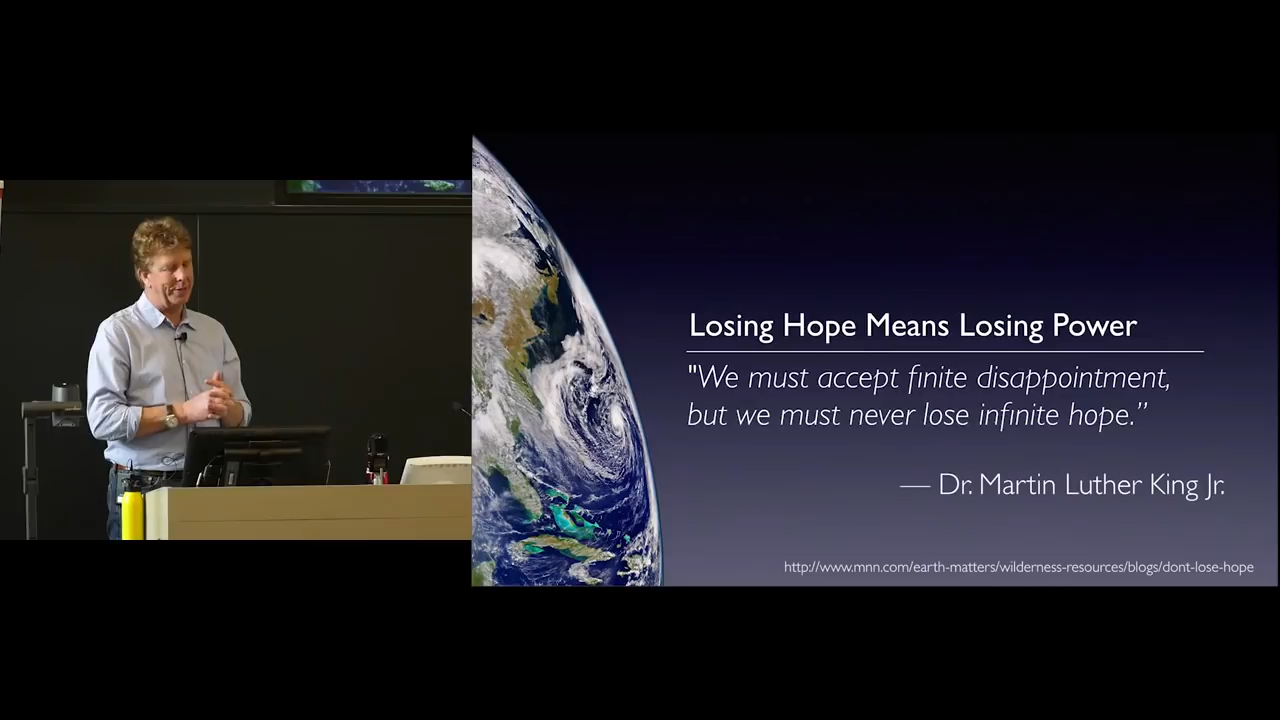 Losing Hope Means Losing Power
"We must accept finite disappointment,
but we must never lose infinite hope.”
— Dr. Martin Luther King Jr.
http://www.mnn.com/earth-matters/wilderness-resources/blogs/dont-lose-hope